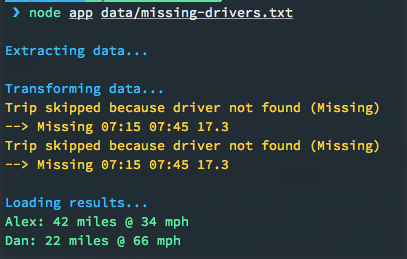 ❯ node app data/missing-drivers.txt
Extracting data...
Transforming data...
Trip skipped because driver not found (Missing)
--> Missing 07:15 07:45 17.3
Trip skipped because driver not found (Missing)
--> Missing 07:15 07:45 17.3
Loading results...
Alex: 42 miles @ 34 mph
Dan: 22 miles @ 66 mph